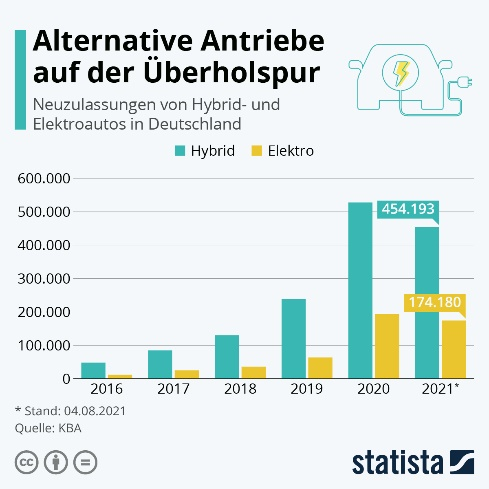 Alternative Antriebe
auf der Überholspur
Neuzulassungen von Hybrid- und
Elektroautos in Deutschland
Hybrid Elektro
600.000
500.000
400.000
300.000
200.000
100.000
0
454.193
174.180
2016 2017 2018 2019 2020 2021*
* Stand: 04.08.2021
Quelle: KBA
cc
statista